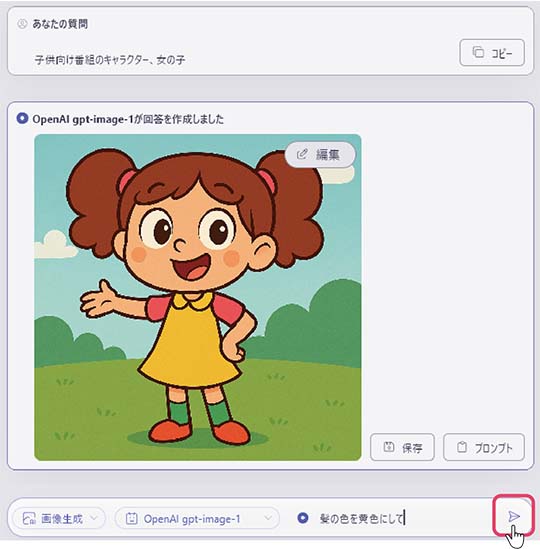 あなたの質問
子供向け番組のキャラクター、女の子
コピー
OpenAI gpt-image-1が回答を作成しました
編集
保存
プロンプト
画像生成
OpenAI gpt-image-1
髪の色を黄色にして